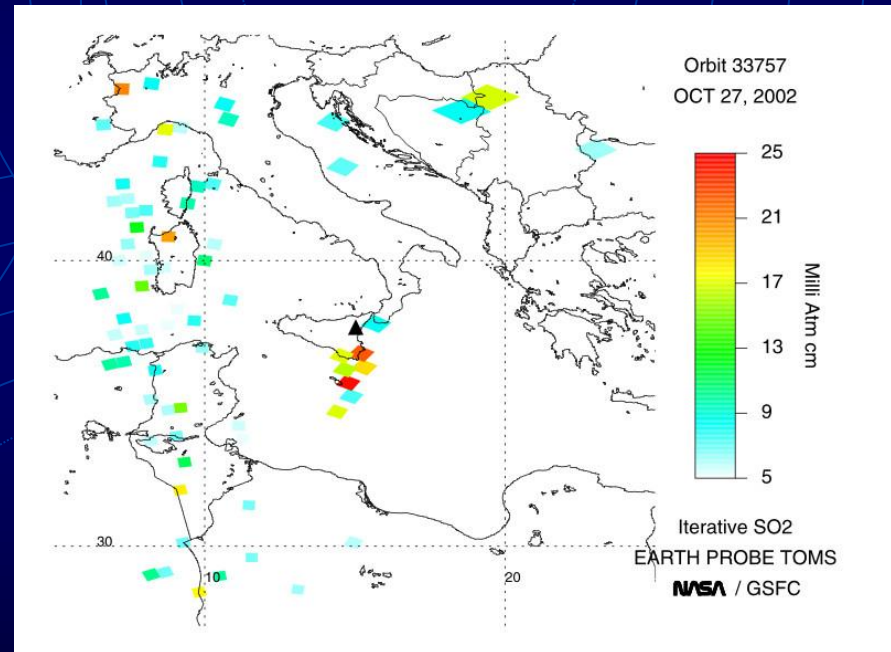 Orbit 33757
OCT 27, 2002
25
21
17
13
9
5
Milli Atm cm
40
30
10
20
Iterative SO2
EARTH PROBE TOMS
NASA / GSFC